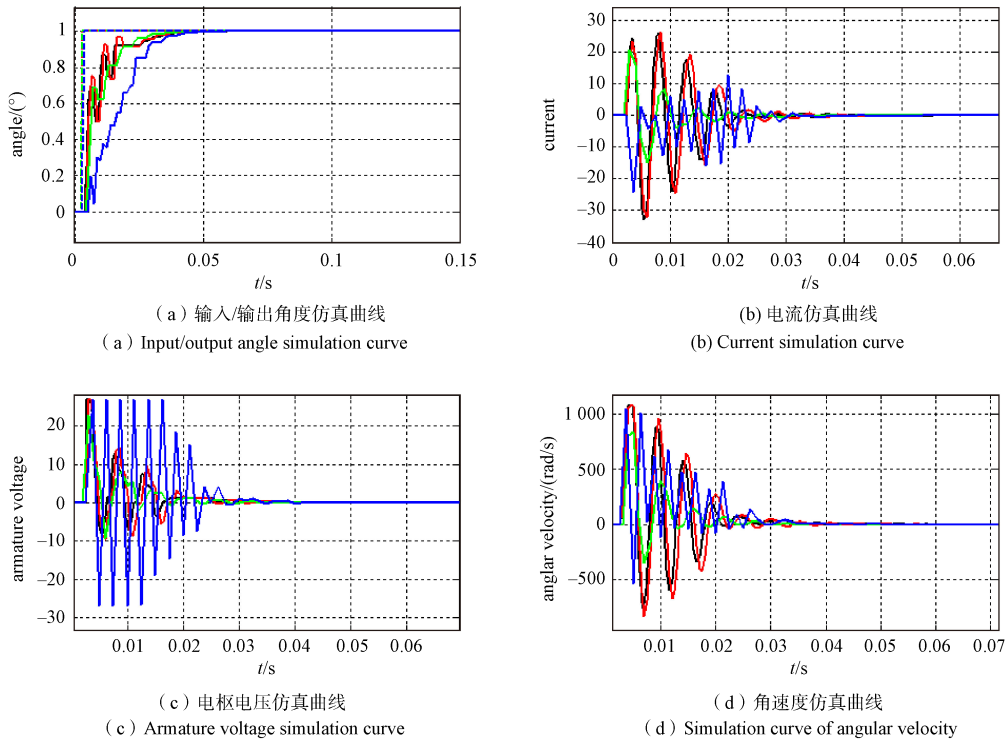 1
0.8
0.6
0.4
0.2
0
angle/(°)
0 0.05 0.1 0.15
t/s
（a）输入/输出角度仿真曲线
（a）Input/output angle simulation curve
30
20
10
0
−10
−20
−30
−40
current
0 0.01 0.02 0.03 0.04 0.05 0.06
t/s
(b) 电流仿真曲线
(b) Current simulation curve
20
10
0
−10
−20
−30
armature voltage
0.01 0.02 0.03 0.04 0.05 0.06
t/s
（c）电枢电压仿真曲线
（c）Armature voltage simulation curve
1 000
500
0
−500
anglar velocity/(rad/s)
0.01 0.02 0.03 0.04 0.05 0.06 0.07
t/s
（d）角速度仿真曲线
（d）Simulation curve of angular velocity